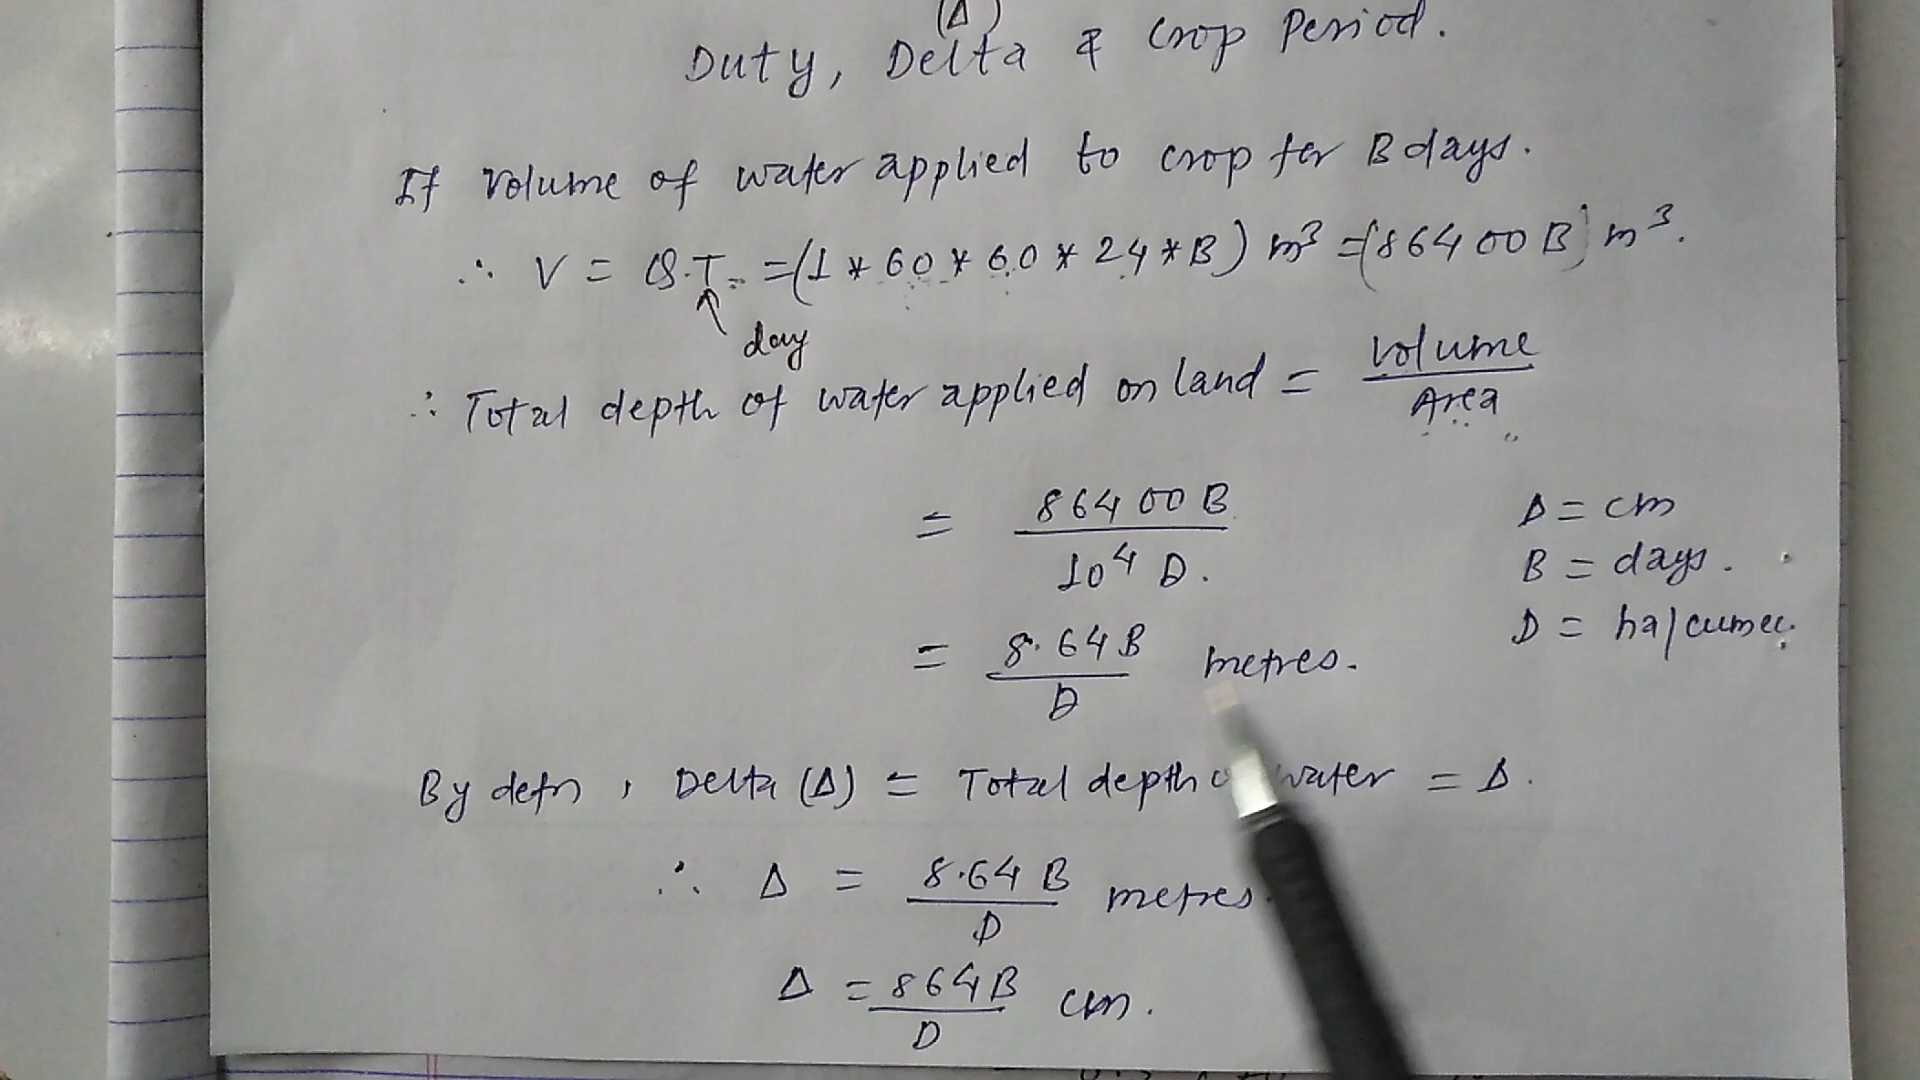 (Δ)
Duty, Delta & Crop Period.
If Volume of water applied to crop for B days.
∴ V = Q.T = (1 * 60 * 60 * 24 * B) m³ = (86400 B) m³.
day
∴ Total depth of water applied on land = Volume / Area
= 86400 B / 10⁴ D.
Δ = cm
B = days.
D = ha/cumec.
= 8.64 B / D metres.
By defn, Delta (Δ) = Total depth water = Δ.
∴ Δ = 8.64 B / D metres.
Δ = 864 B / D cm.